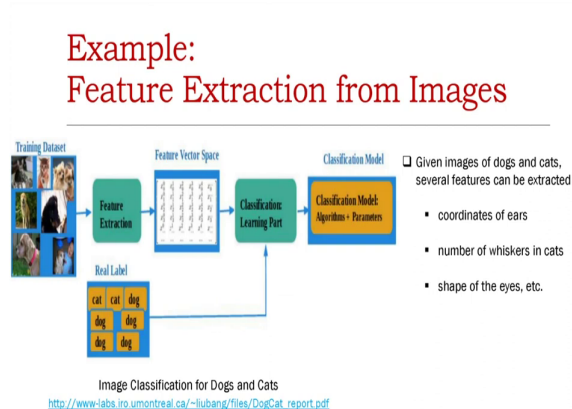 Example:
Feature Extraction from Images
Training Dataset
Feature Vector Space
Classification Model
Feature
Extraction
Classification:
Learning Part
Classification Model:
Algorithms + Parameters
Real Label
cat cat dog
dog dog
dog dog
Image Classification for Dogs and Cats
http://www-labs.iro.umontreal.ca/~liubang/files/DogCat_report.pdf
❑ Given images of dogs and cats,
several features can be extracted
▪ coordinates of ears
▪ number of whiskers in cats
▪ shape of the eyes, etc.